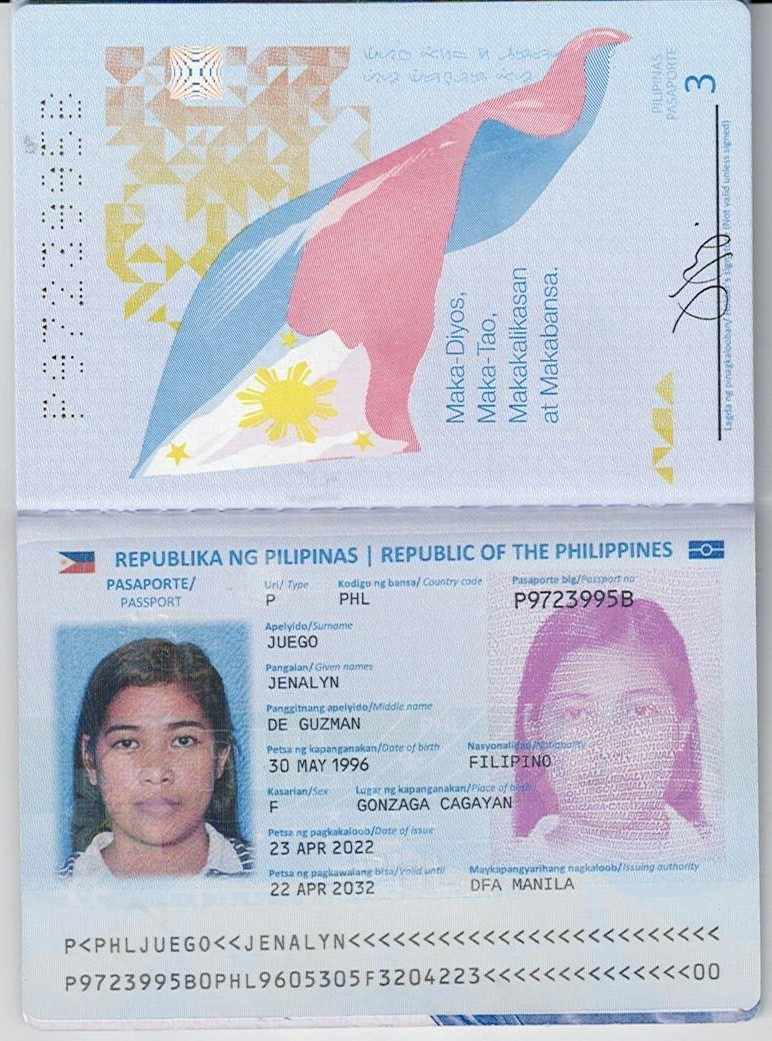 P9723995B
PILIPINAS
PASAPORTE
3
Maka-Diyos,
Maka-Tao,
Makakalikasan
at Makabansa.
(Not valid unless signed)
REPUBLIKA NG PILIPINAS | REPUBLIC OF THE PHILIPPINES
PASAPORTE/
PASSPORT
Uri/ Type
P
Kodigo ng bansa/ Country code
PHL
Pasaporte blg/Passport no
P9723995B
Apelyido/Surname
JUEGO
Pangalan/ Given names
JENALYN
Panggitnang apelyido/Middle name
DE GUZMAN
Petsa ng kapanganakan/Date of birth
30 MAY 1996
Nasyonalidad/Nationality
FILIPINO
Kasarian/Sex
F
Lugar ng kapanganakan/Place of birth
GONZAGA CAGAYAN
Petsa ng pagkakaloob/Date of issue
23 APR 2022
Petsa ng pagkawalang bisa/Valid until
22 APR 2032
Maykapangyarihang nagkaloob/Issuing authority
DFA MANILA
P<PHLJUEGO<<JENALYN<<<<<<<<<<<<<<<<<<<<<<<<<
P9723995B0PHL9605305F3204223<<<<<<<<<<<<<<00